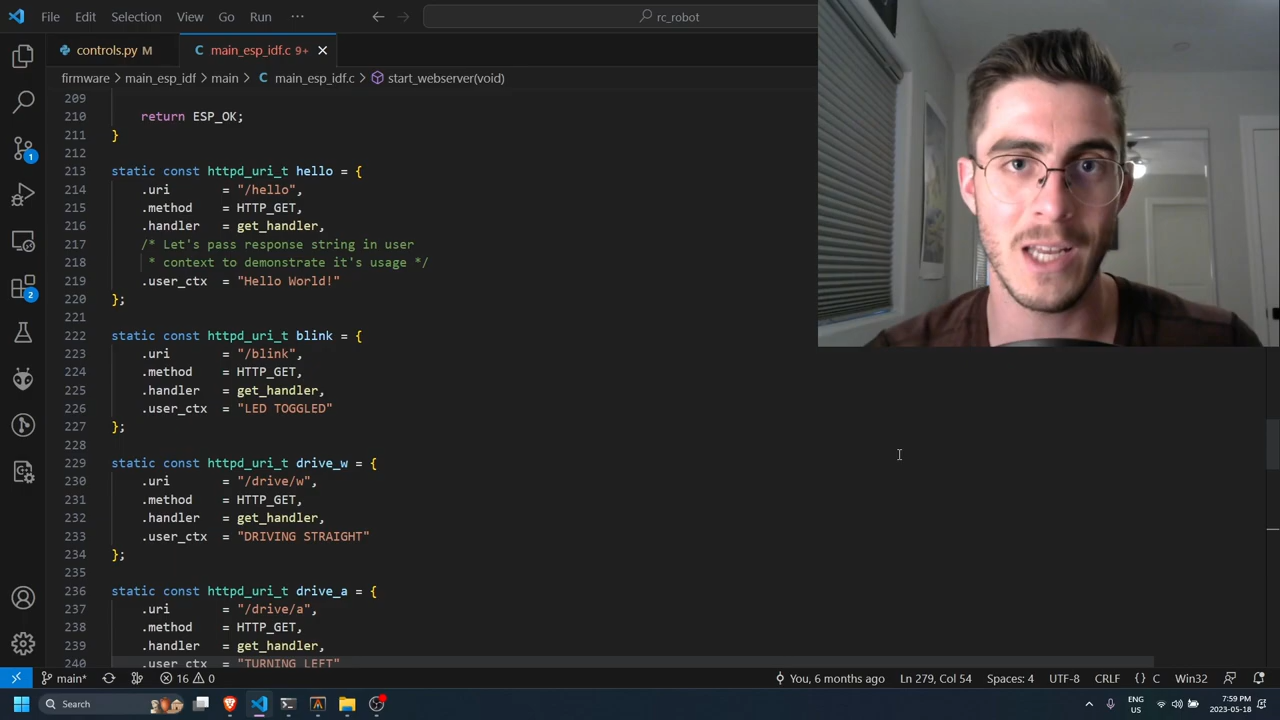 File Edit Selection View Go Run ···
rc_robot
controls.py M
C main_esp_idf.c 9+
firmware > main_esp_idf > main > C main_esp_idf.c > start_webserver(void)
209
210 return ESP_OK;
211 }
212
213 static const httpd_uri_t hello = {
214 .uri = "/hello",
215 .method = HTTP_GET,
216 .handler = get_handler,
217 /* Let's pass response string in user
218 * context to demonstrate it's usage */
219 .user_ctx = "Hello World!"
220 };
221
222 static const httpd_uri_t blink = {
223 .uri = "/blink",
224 .method = HTTP_GET,
225 .handler = get_handler,
226 .user_ctx = "LED TOGGLED"
227 };
228
229 static const httpd_uri_t drive_w = {
230 .uri = "/drive/w",
231 .method = HTTP_GET,
232 .handler = get_handler,
233 .user_ctx = "DRIVING STRAIGHT"
234 };
235
236 static const httpd_uri_t drive_a = {
237 .uri = "/drive/a",
238 .method = HTTP_GET,
239 .handler = get_handler,
240 .user_ctx = "TURNING LEFT"
1
2
main* 16 0 You, 6 months ago Ln 279, Col 54 Spaces: 4 UTF-8 CRLF {} C Win32
Search
ENG
US
7:59 PM
2023-05-18